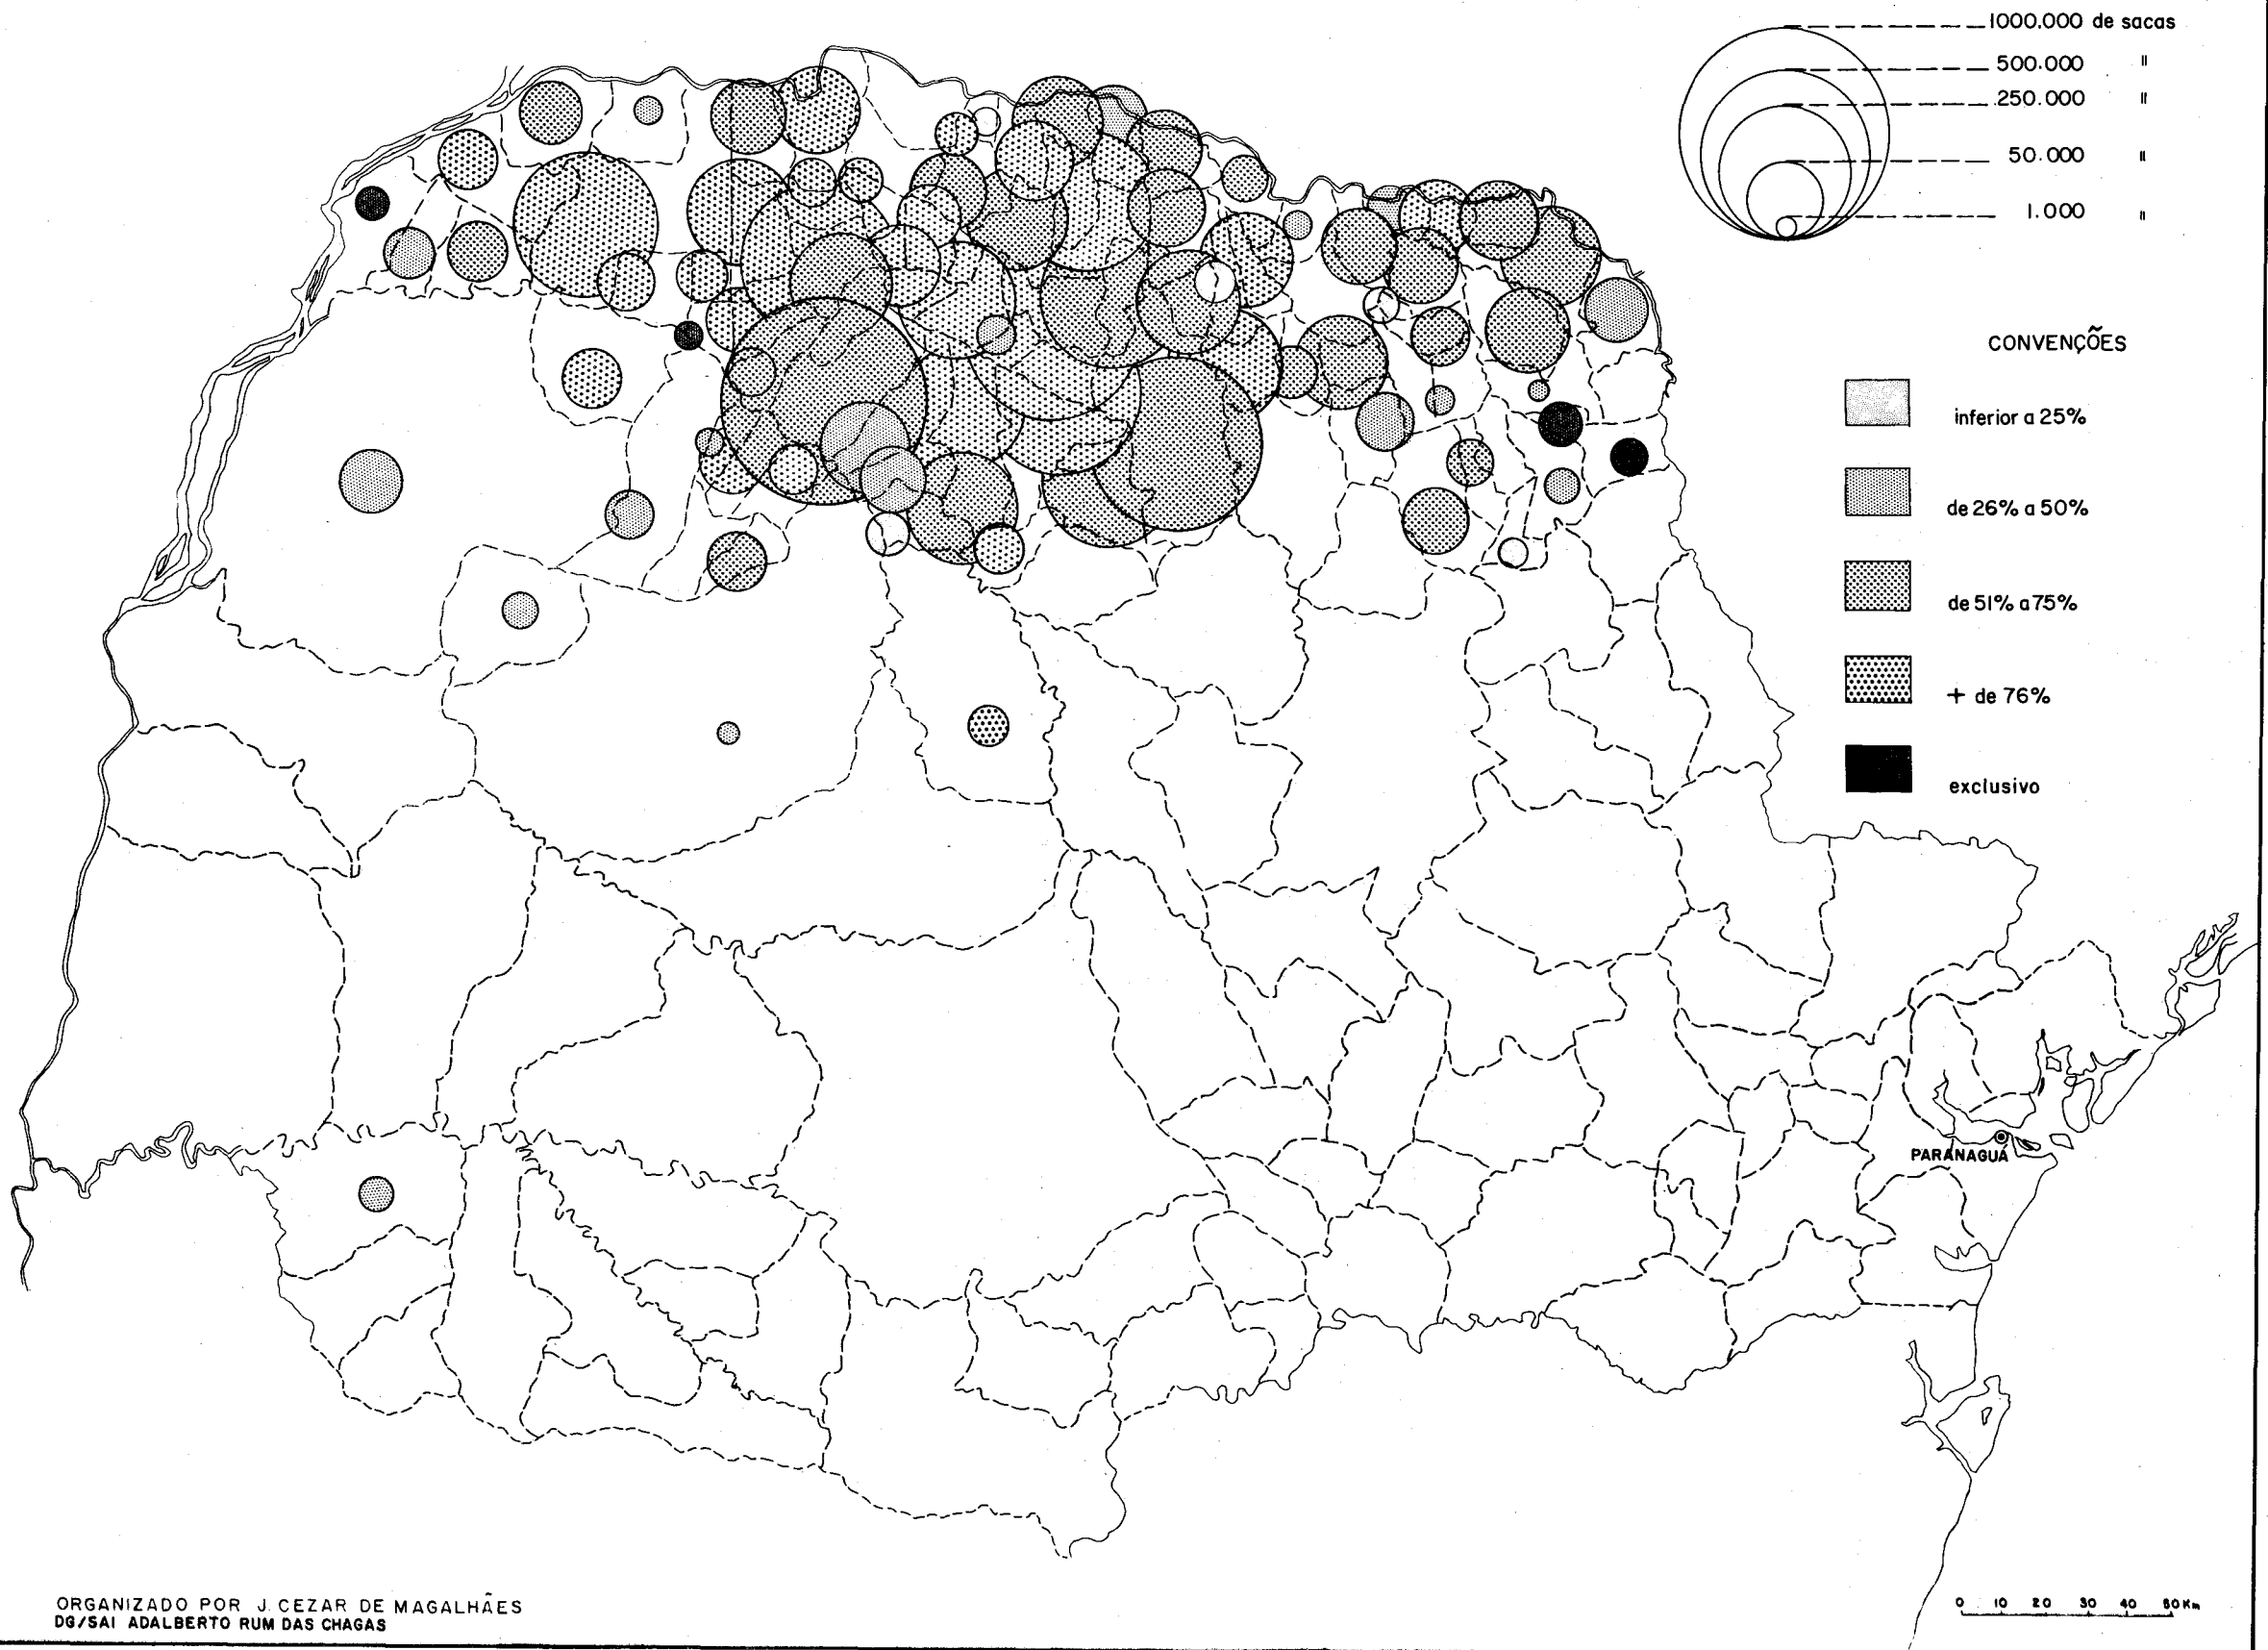 1000.000 de sacas
500.000 "
250.000 "
50.000 "
1.000 "
CONVENÇÕES
inferior a 25%
de 26% a 50%
de 51% a 75%
+ de 76%
exclusivo
PARANAGUÁ
ORGANIZADO POR J. CEZAR DE MAGALHÃES
DG/SAI ADALBERTO RUM DAS CHAGAS
0 10 20 30 40 50 Km